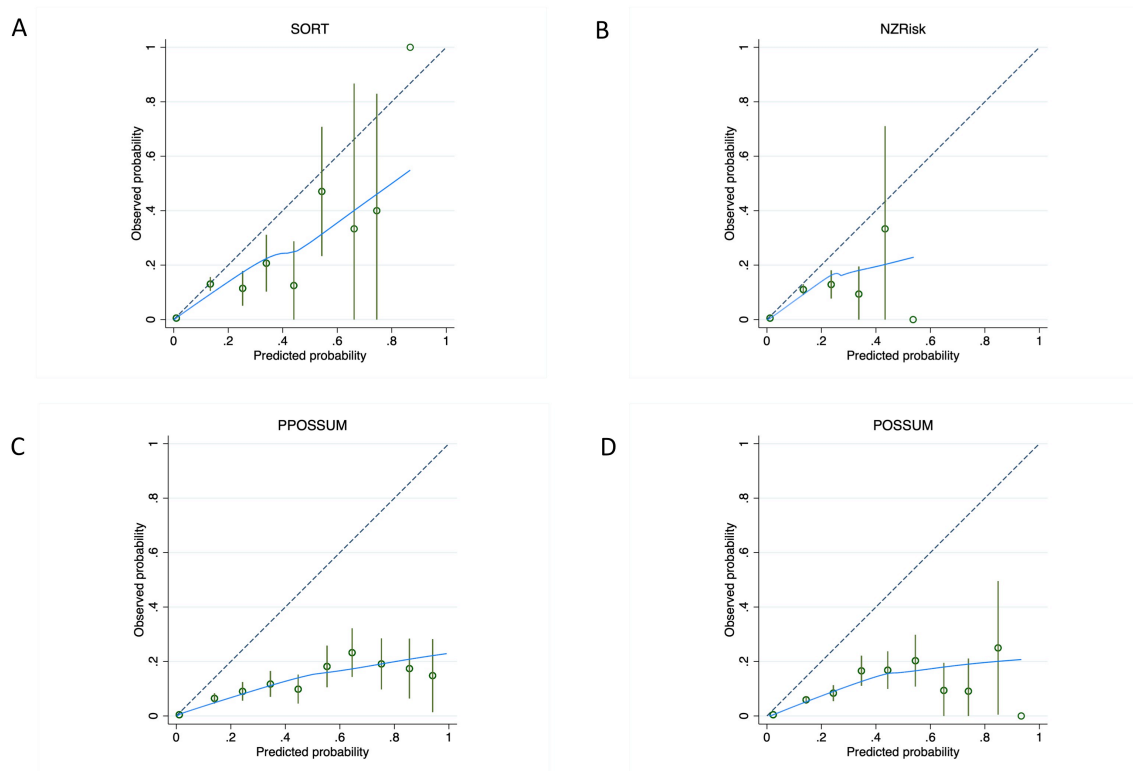 A
SORT
Observed probability
1
.8
.6
.4
.2
0
0 .2 .4 .6 .8 1
Predicted probability
B
NZRisk
Observed probability
1
.8
.6
.4
.2
0
0 .2 .4 .6 .8 1
Predicted probability
C
PPOSSUM
Observed probability
1
.8
.6
.4
.2
0
0 .2 .4 .6 .8 1
Predicted probability
D
POSSUM
Observed probability
1
.8
.6
.4
.2
0
0 .2 .4 .6 .8 1
Predicted probability